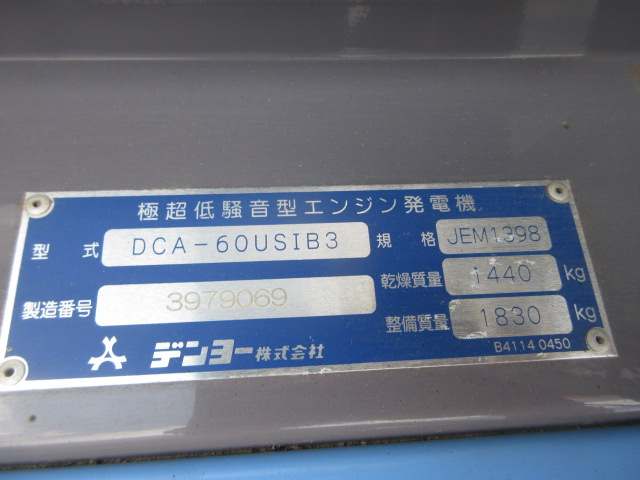 極超低騒音型エンジン発電機
型式 DCA-60USIB3 規格 JEM1398
製造番号 3979069 乾燥質量 1440 kg
整備質量 1830 kg
デンヨー株式会社 B4114 0450